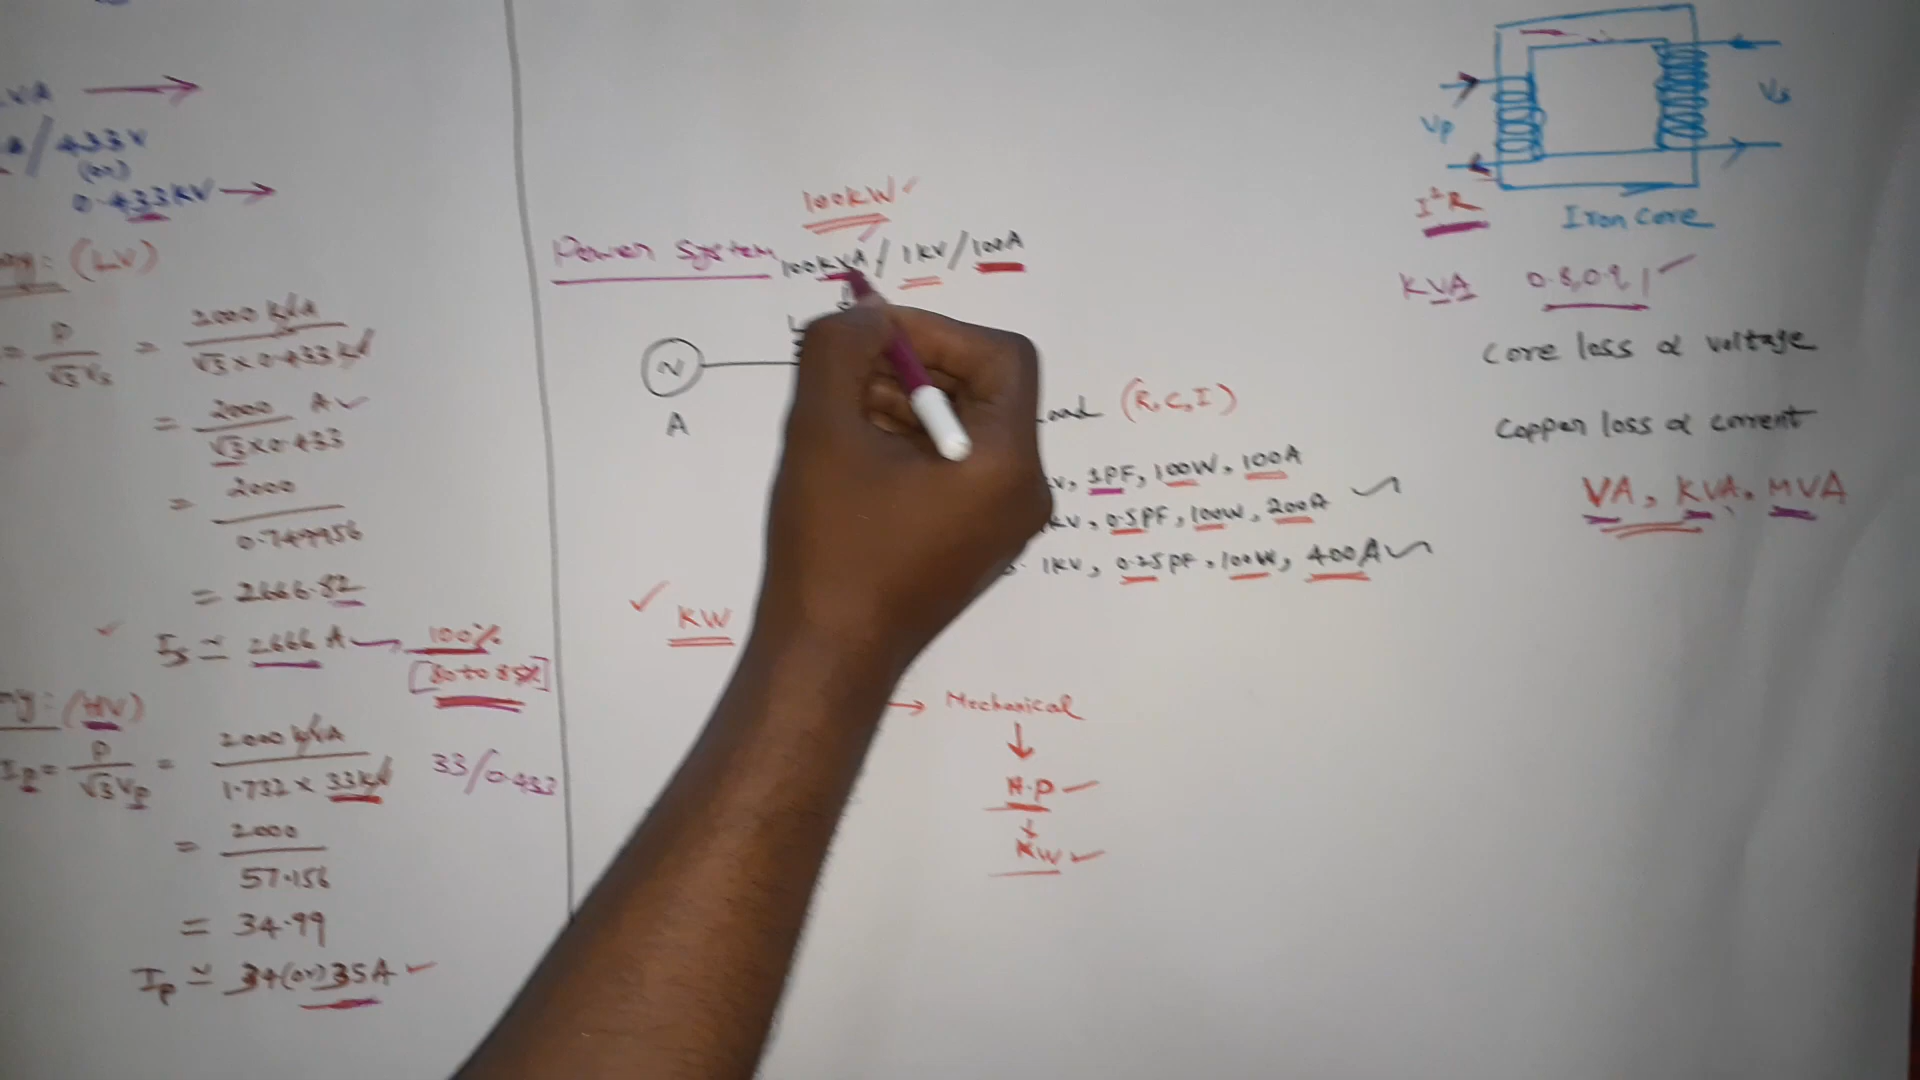 433V
(or)
0.433KV
(LV)
= P/√3Vs = 2000 kVA/√3 × 0.433 kV
= 2000/√3×0.433 A
= 2000/0.749956
= 2666.82
Is ≃ 2666 A
100%
[80 to 85%]
(HV)
Ip = P/√3Vp = 2000 kVA/1.732 × 33kV
33/0.433
= 2000/57.156
= 34.99
Ip ≃ 34(or)35A
100KW
Power System
100KVA / 1KV / 100A
N
A
Load (R,C,I)
1PF, 100W, 100A
KV, 0.5PF, 100W, 200A
1KV, 0.25PF, 100W, 400A
KW
→ Mechanical
↓
H.P
↓
KW
Vp
Vs
I²R
Iron Core
KVA 0.8,0.9,1
Core loss α voltage
Copper loss α current
VA, KVA, MVA